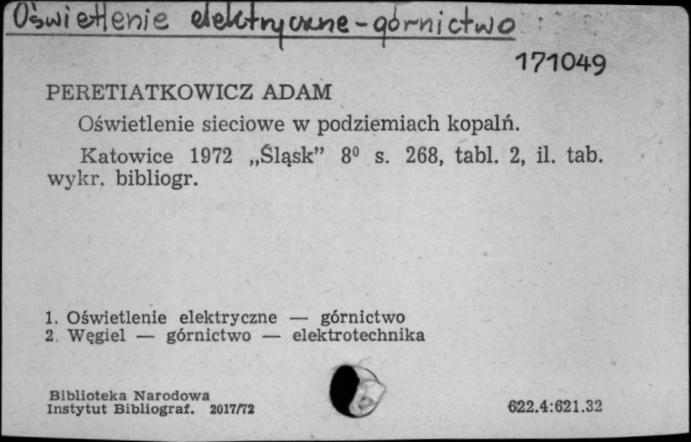 Oświetlenie elektryczne - górnictwo
171049
PERETIATKOWICZ ADAM
Oświetlenie sieciowe w podziemiach kopalń.
Katowice 1972 „Śląsk” 8⁰ s. 268, tabl. 2, il. tab.
wykr. bibliogr.
1. Oświetlenie elektryczne — górnictwo
2. Węgiel — górnictwo — elektrotechnika
Biblioteka Narodowa
Instytut Bibliograf. 2017/72
622.4:621.32